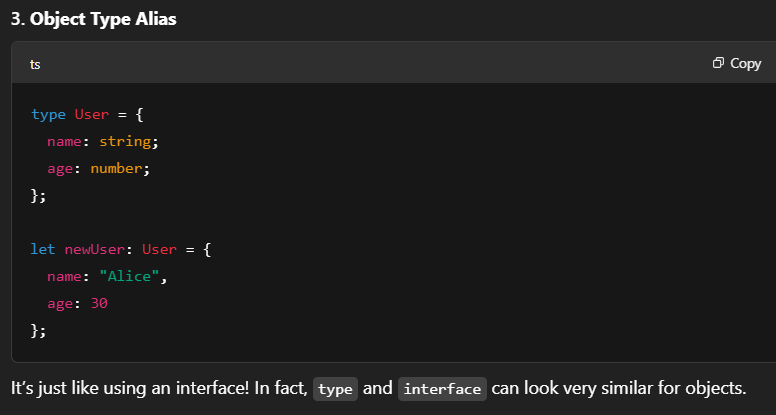 3. Object Type Alias
ts
Copy
type User = {
  name: string;
  age: number;
};
let newUser: User = {
  name: "Alice",
  age: 30
};
It’s just like using an interface! In fact, type and interface can look very similar for objects.